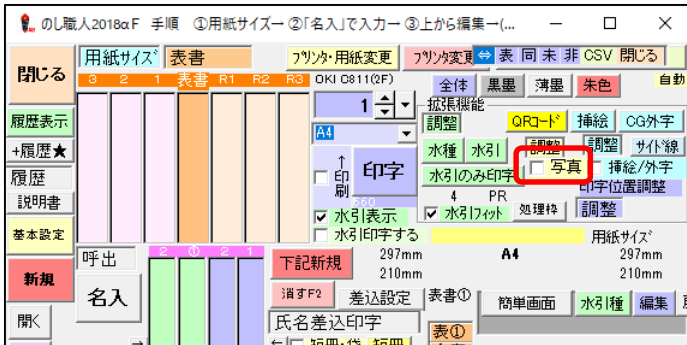 のし職人2018αF 手順 ①用紙サイズ→ ②「名入」で入力→ ③上から編集→(...
閉じる 用紙サイズ 表書 プリンタ・用紙変更 プリンタ変更 ⇔ 表 同 未 非 CSV 閉じる
3 2 1 表書 R1 R2 R3 OKI C811(2F) 全体 黒墨 薄墨 朱色 自動
1 拡張機能
履歴表示 A4 調整 QRコード 挿絵 CG外字
+履歴★ 水種 水引 調整 調整 サイド線
履歴 ↑印刷 印字 水引のみ印字 写真 挿絵/外字
説明書 560 4 PR 印字位置調整
水引表示 水引フィット 処理枠 調整
基本設定 水引印字する 用紙サイズ
呼出 2 ① 2 1 下記新規 297mm A4 297mm
新規 210mm 210mm
名入 消すF2 差込設定 表書① 簡単画面 水引種 編集
開く 氏名差込印字 表①
→ ← 短冊・袋 短冊